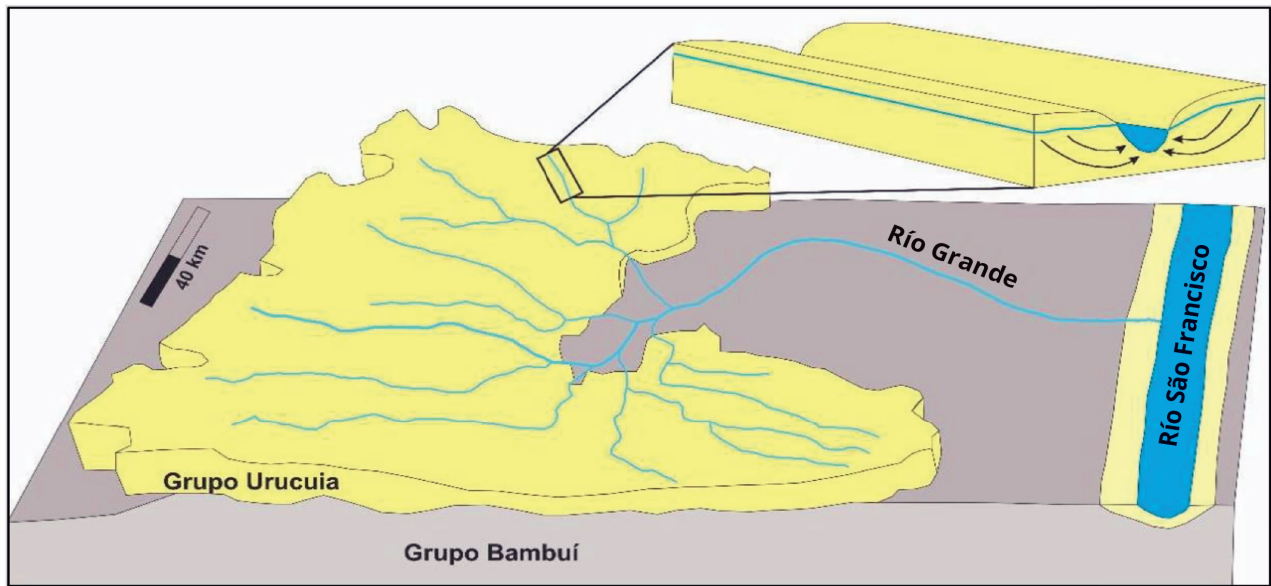 Río Grande
40 km
Río São Francisco
Grupo Urucuia
Grupo Bambuí